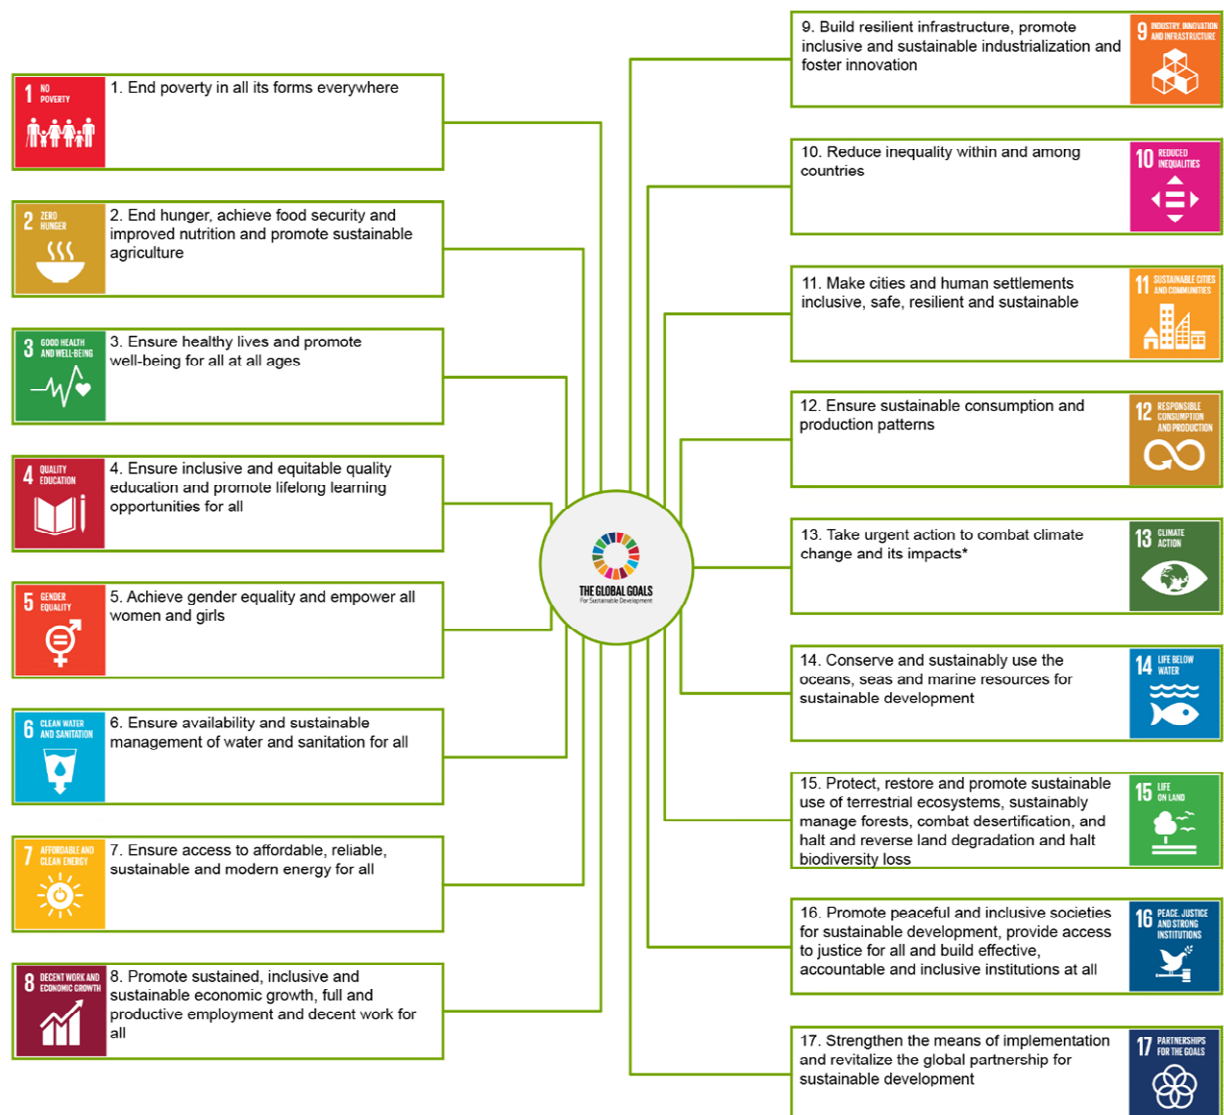 1 NO
POVERTY
1. End poverty in all its forms everywhere
2 ZERO
HUNGER
2. End hunger, achieve food security and
improved nutrition and promote sustainable
agriculture
3 GOOD HEALTH
AND WELL-BEING
3. Ensure healthy lives and promote
well-being for all at all ages
4 QUALITY
EDUCATION
4. Ensure inclusive and equitable quality
education and promote lifelong learning
opportunities for all
5 GENDER
EQUALITY
5. Achieve gender equality and empower all
women and girls
6 CLEAN WATER
AND SANITATION
6. Ensure availability and sustainable
management of water and sanitation for all
7 AFFORDABLE AND
CLEAN ENERGY
7. Ensure access to affordable, reliable,
sustainable and modern energy for all
8 DECENT WORK AND
ECONOMIC GROWTH
8. Promote sustained, inclusive and
sustainable economic growth, full and
productive employment and decent work for
all
THE GLOBAL GOALS
For Sustainable Development
9. Build resilient infrastructure, promote
inclusive and sustainable industrialization and
foster innovation
9 INDUSTRY, INNOVATION
AND INFRASTRUCTURE
10. Reduce inequality within and among
countries
10 REDUCED
INEQUALITIES
11. Make cities and human settlements
inclusive, safe, resilient and sustainable
11 SUSTAINABLE CITIES
AND COMMUNITIES
12. Ensure sustainable consumption and
production patterns
12 RESPONSIBLE
CONSUMPTION
AND PRODUCTION
13. Take urgent action to combat climate
change and its impacts*
13 CLIMATE
ACTION
14. Conserve and sustainably use the
oceans, seas and marine resources for
sustainable development
14 LIFE BELOW
WATER
15. Protect, restore and promote sustainable
use of terrestrial ecosystems, sustainably
manage forests, combat desertification, and
halt and reverse land degradation and halt
biodiversity loss
15 LIFE
ON LAND
16. Promote peaceful and inclusive societies
for sustainable development, provide access
to justice for all and build effective,
accountable and inclusive institutions at all
16 PEACE, JUSTICE
AND STRONG
INSTITUTIONS
17. Strengthen the means of implementation
and revitalize the global partnership for
sustainable development
17 PARTNERSHIPS
FOR THE GOALS